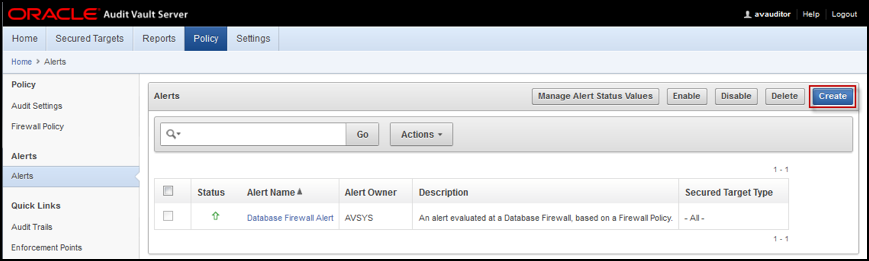 ORACLE Audit Vault Server
avauditor Help Logout
Home Secured Targets Reports Policy Settings
Home > Alerts
Policy
Audit Settings
Firewall Policy
Alerts
Alerts
Quick Links
Audit Trails
Enforcement Points
Alerts
Manage Alert Status Values Enable Disable Delete Create
Go Actions
1 - 1
Status Alert Name Alert Owner Description Secured Target Type
Database Firewall Alert AVSYS An alert evaluated at a Database Firewall, based on a Firewall Policy. - All -
1 - 1